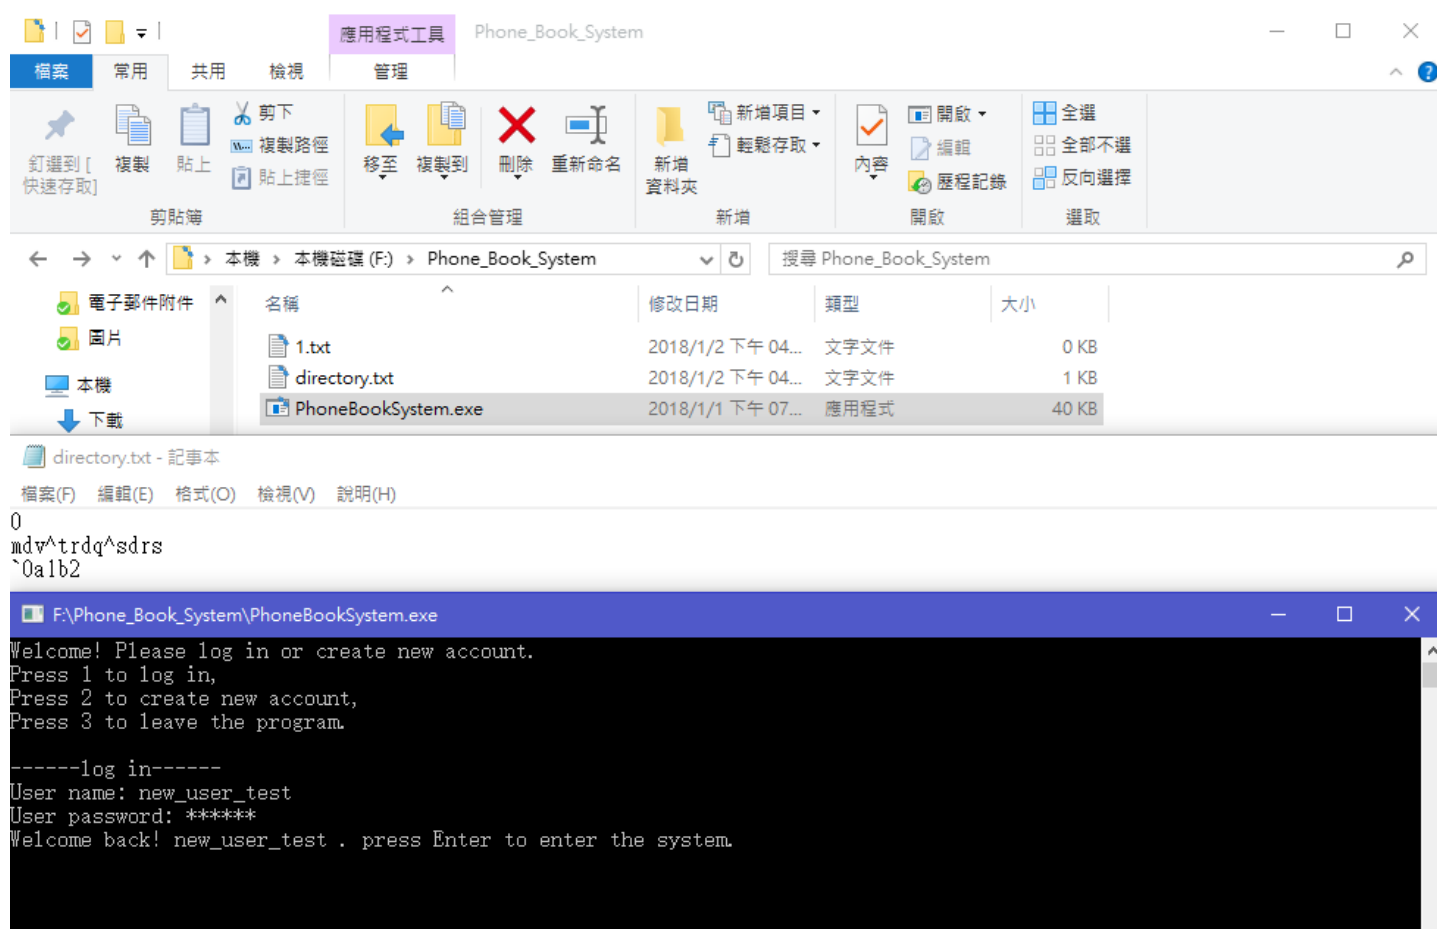 應用程式工具 Phone_Book_System
檔案 常用 共用 檢視 管理
釘選到 [
快速存取]
複製
貼上
剪下
複製路徑
貼上捷徑
移至
複製到
刪除
重新命名
新增
資料夾
新增項目
輕鬆存取
內容
開啟
編輯
歷程記錄
全選
全部不選
反向選擇
剪貼簿 組合管理 新增 開啟 選取
本機 › 本機磁碟 (F:) › Phone_Book_System
搜尋 Phone_Book_System
電子郵件附件
圖片
本機
下載
名稱 修改日期 類型 大小
1.txt 2018/1/2 下午 04... 文字文件 0 KB
directory.txt 2018/1/2 下午 04... 文字文件 1 KB
PhoneBookSystem.exe 2018/1/1 下午 07... 應用程式 40 KB
directory.txt - 記事本
檔案(F) 編輯(E) 格式(O) 檢視(V) 說明(H)
0
mdv^trdq^sdrs
`0a1b2
F:\Phone_Book_System\PhoneBookSystem.exe
Welcome! Please log in or create new account.
Press 1 to log in,
Press 2 to create new account,
Press 3 to leave the program.
------log in------
User name: new_user_test
User password: ******
Welcome back! new_user_test . press Enter to enter the system.